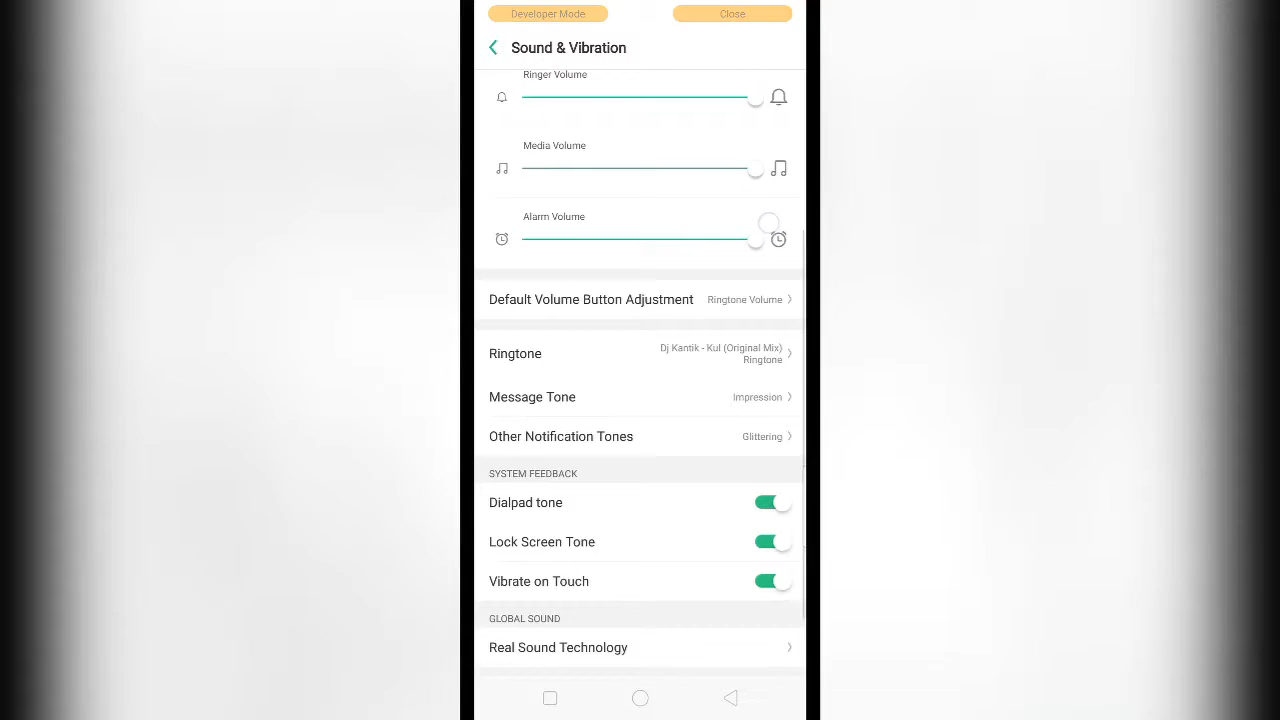 Developer Mode
Close
Sound & Vibration
Ringer Volume
Media Volume
Alarm Volume
Default Volume Button Adjustment
Ringtone Volume
Ringtone
Dj Kantik - Kul (Original Mix)
Ringtone
Message Tone
Impression
Other Notification Tones
Glittering
SYSTEM FEEDBACK
Dialpad tone
Lock Screen Tone
Vibrate on Touch
GLOBAL SOUND
Real Sound Technology